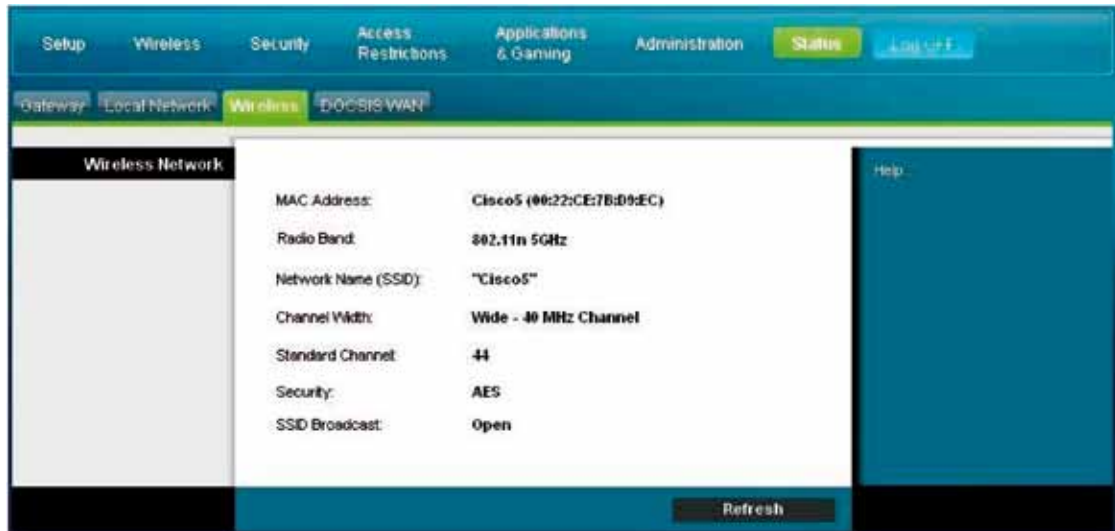 Setup Wireless Security Access Restrictions Applications & Gaming Administration Status Log OFF
Gateway Local Network Wireless DOCSIS WAN
Wireless Network
Help
MAC Address: Cisco5 (00:22:CE:7B:D9:EC)
Radio Band: 802.11n 5GHz
Network Name (SSID): "Cisco5"
Channel Width: Wide - 40 MHz Channel
Standard Channel: 44
Security: AES
SSID Broadcast: Open
Refresh